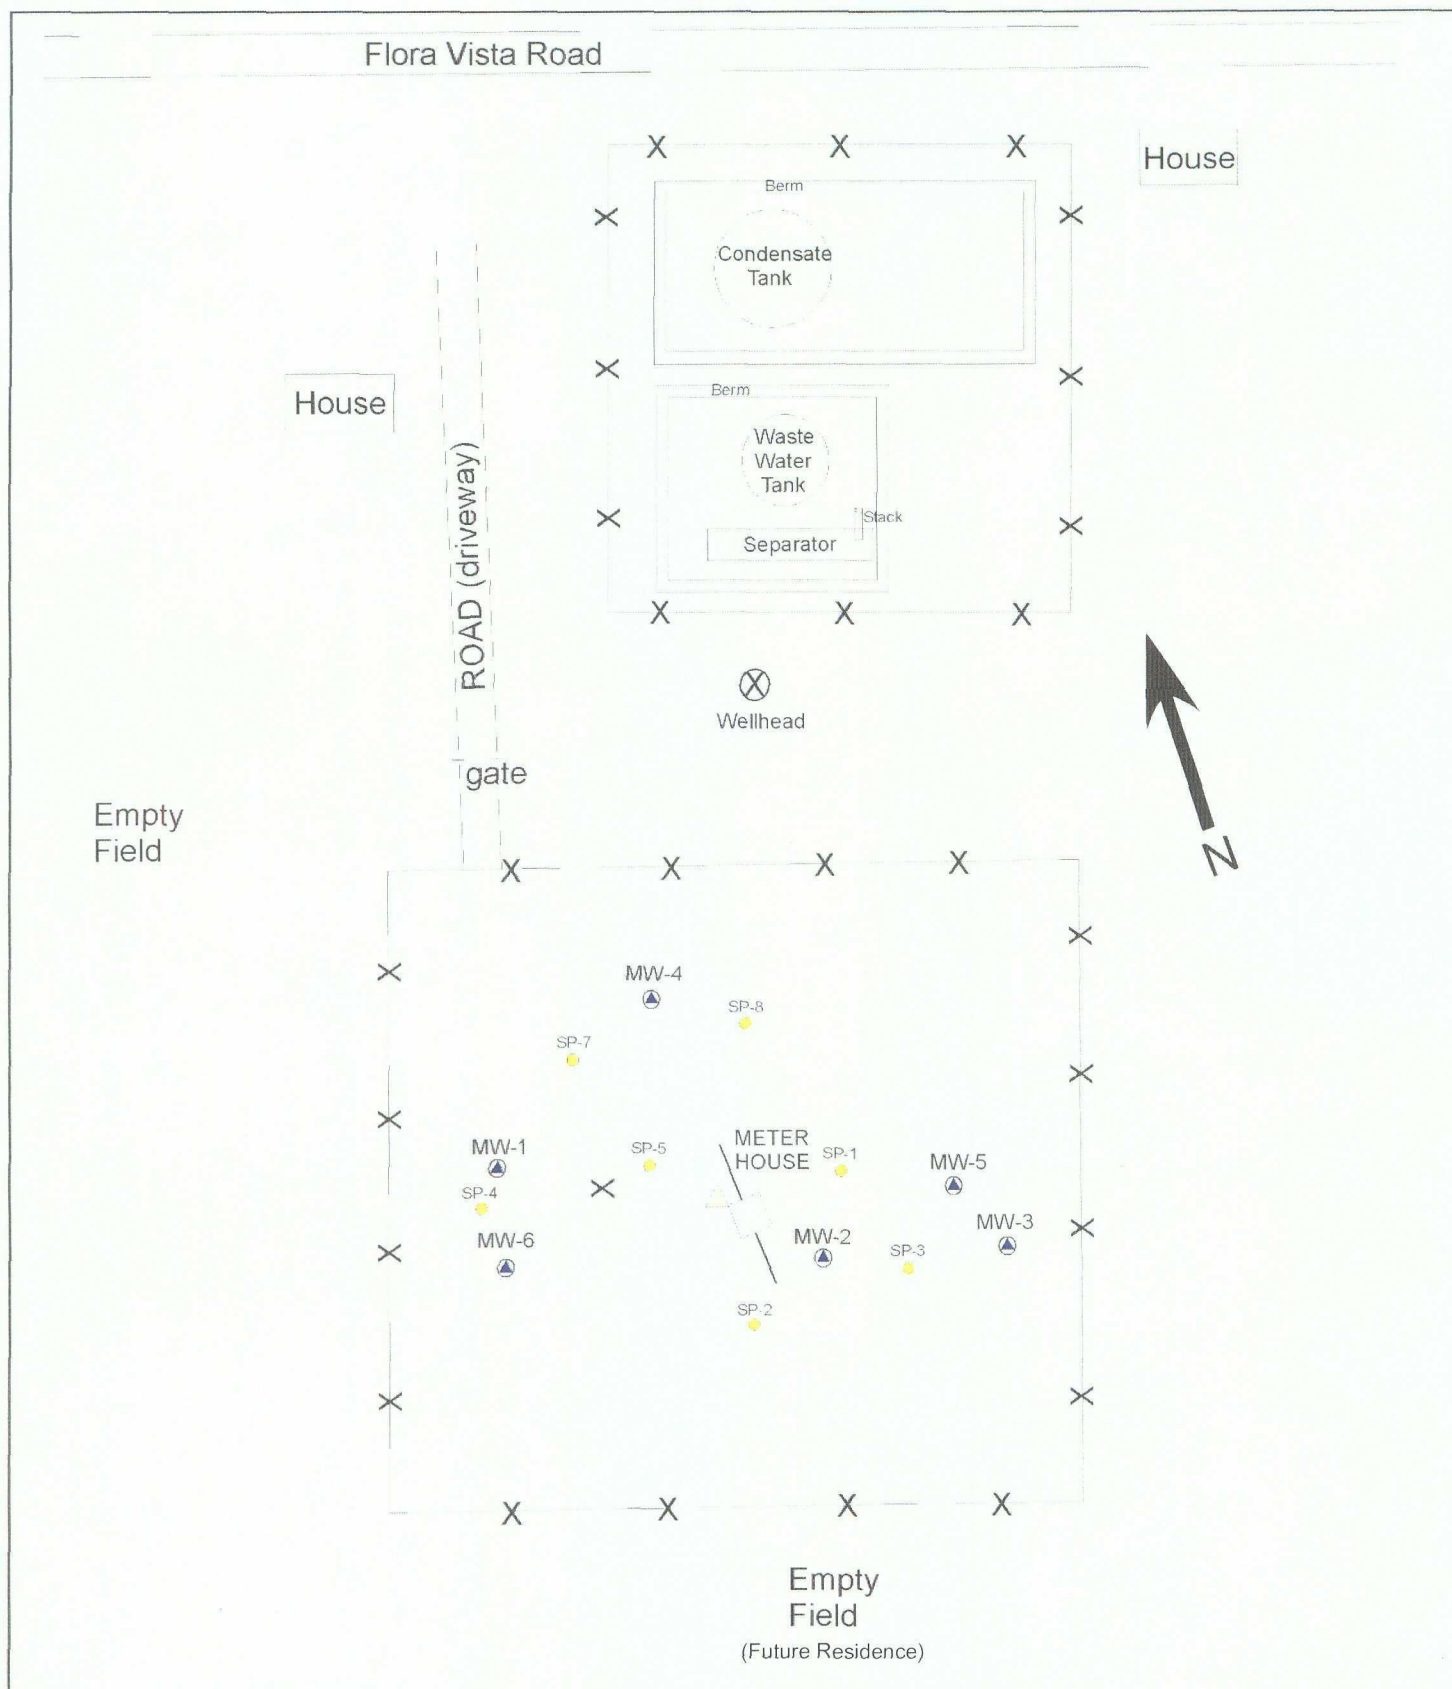 Flora Vista Road
House
Berm
Condensate
Tank
House
Berm
Waste
Water
Tank
Stack
Separator
ROAD (driveway)
Wellhead
gate
N
Empty
Field
MW-4
SP-8
SP-7
METER
HOUSE
MW-1
SP-5
SP-1
MW-5
SP-4
MW-3
MW-6
MW-2
SP-3
SP-2
Empty
Field
(Future Residence)